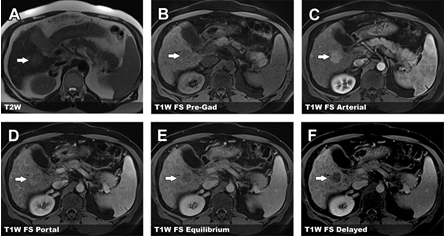 A
T2W
B
T1W FS Pre-Gad
C
T1W FS Arterial
D
T1W FS Portal
E
T1W FS Equilibrium
F
T1W FS Delayed